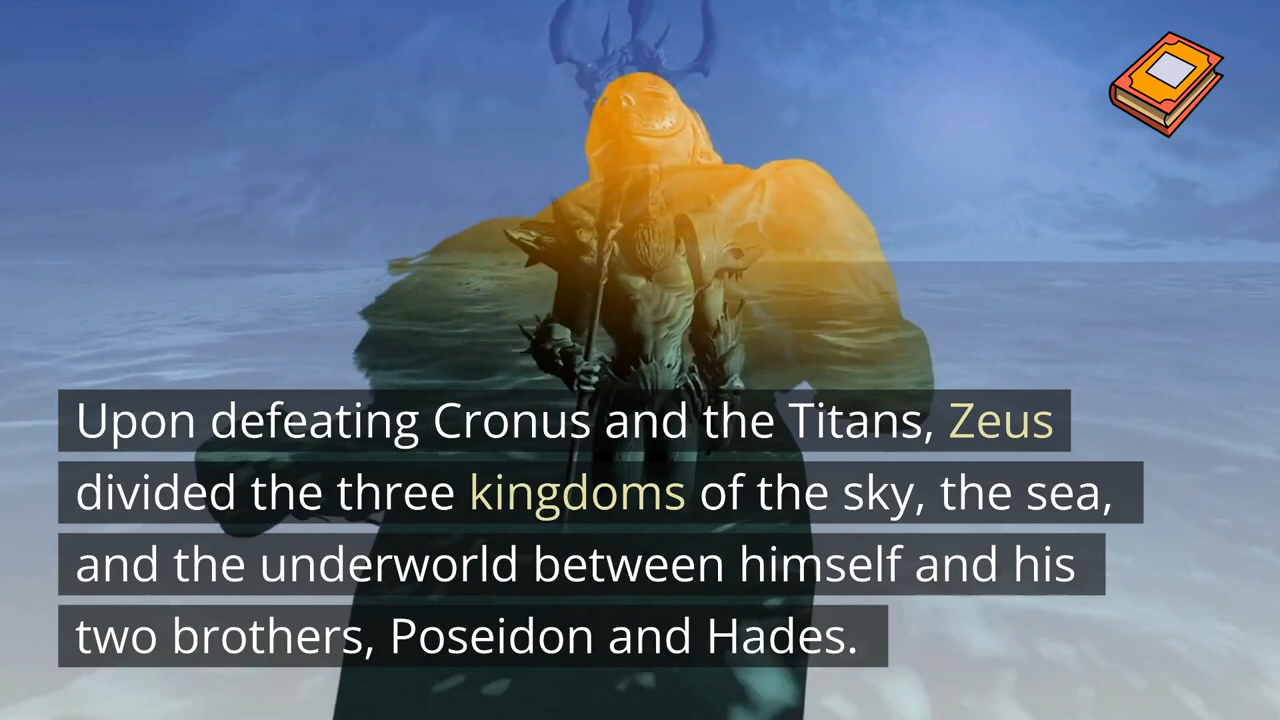 Upon defeating Cronus and the Titans, Zeus
divided the three kingdoms of the sky, the sea,
and the underworld between himself and his
two brothers, Poseidon and Hades.